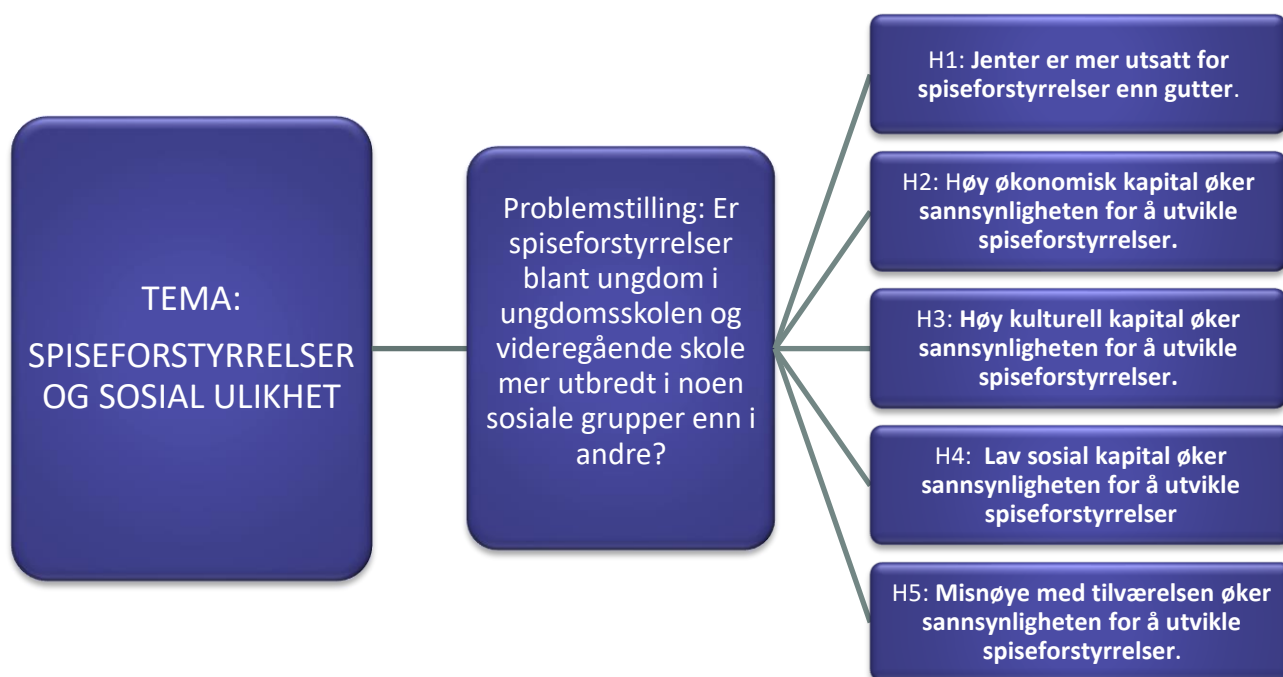 TEMA:
SPISEFORSTYRRELSER
OG SOSIAL ULIKHET
Problemstilling: Er
spiseforstyrrelser
blant ungdom i
ungdomsskolen og
videregående skole
mer utbredt i noen
sosiale grupper enn i
andre?
H1: Jenter er mer utsatt for
spiseforstyrrelser enn gutter.
H2: Høy økonomisk kapital øker
sannsynligheten for å utvikle
spiseforstyrrelser.
H3: Høy kulturell kapital øker
sannsynligheten for å utvikle
spiseforstyrrelser.
H4: Lav sosial kapital øker
sannsynligheten for å utvikle
spiseforstyrrelser
H5: Misnøye med tilværelsen øker
sannsynligheten for å utvikle
spiseforstyrrelser.